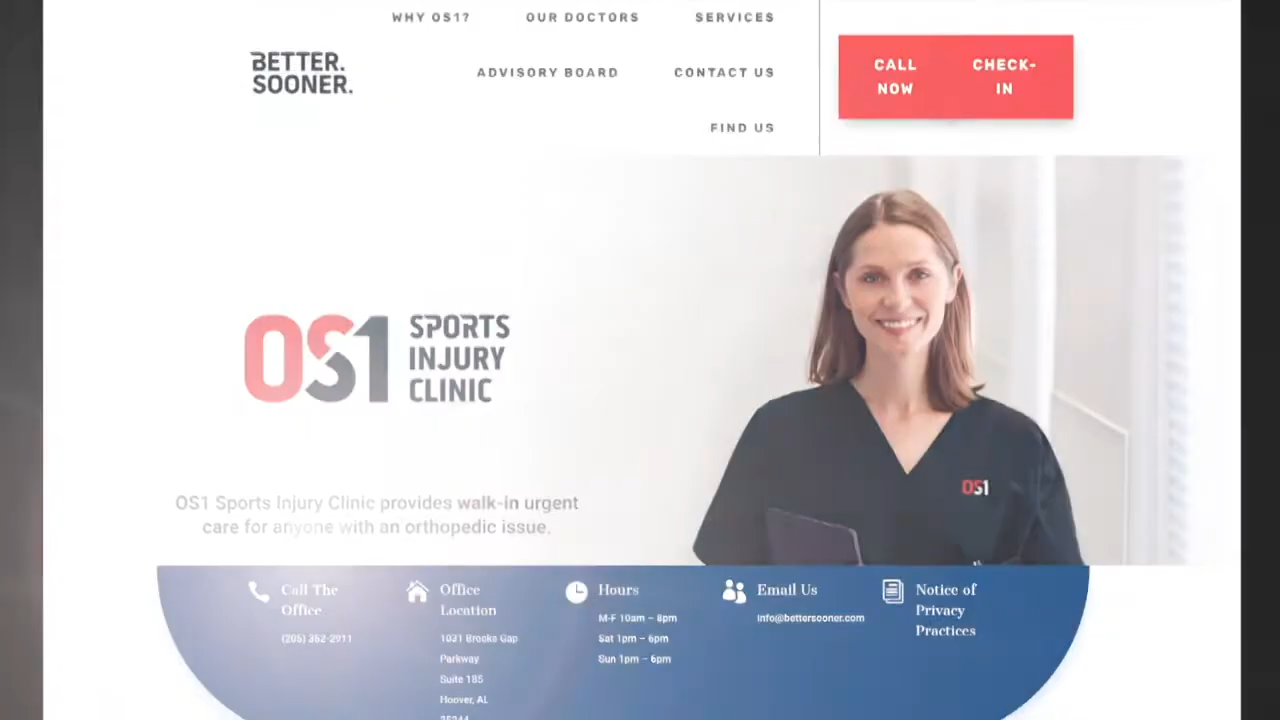 WHY OS1?
OUR DOCTORS
SERVICES
BETTER.
SOONER.
ADVISORY BOARD
CONTACT US
FIND US
CALL
NOW
CHECK-
IN
OS1
SPORTS
INJURY
CLINIC
OS1
OS1 Sports Injury Clinic provides walk-in urgent
care for anyone with an orthopedic issue.
Call The
Office
(205) 352-2911
Office
Location
1031 Brooks Gap
Parkway
Suite 185
Hoover, AL
35244
Hours
M-F 10am – 8pm
Sat 1pm – 6pm
Sun 1pm – 6pm
Email Us
info@bettersooner.com
Notice of
Privacy
Practices